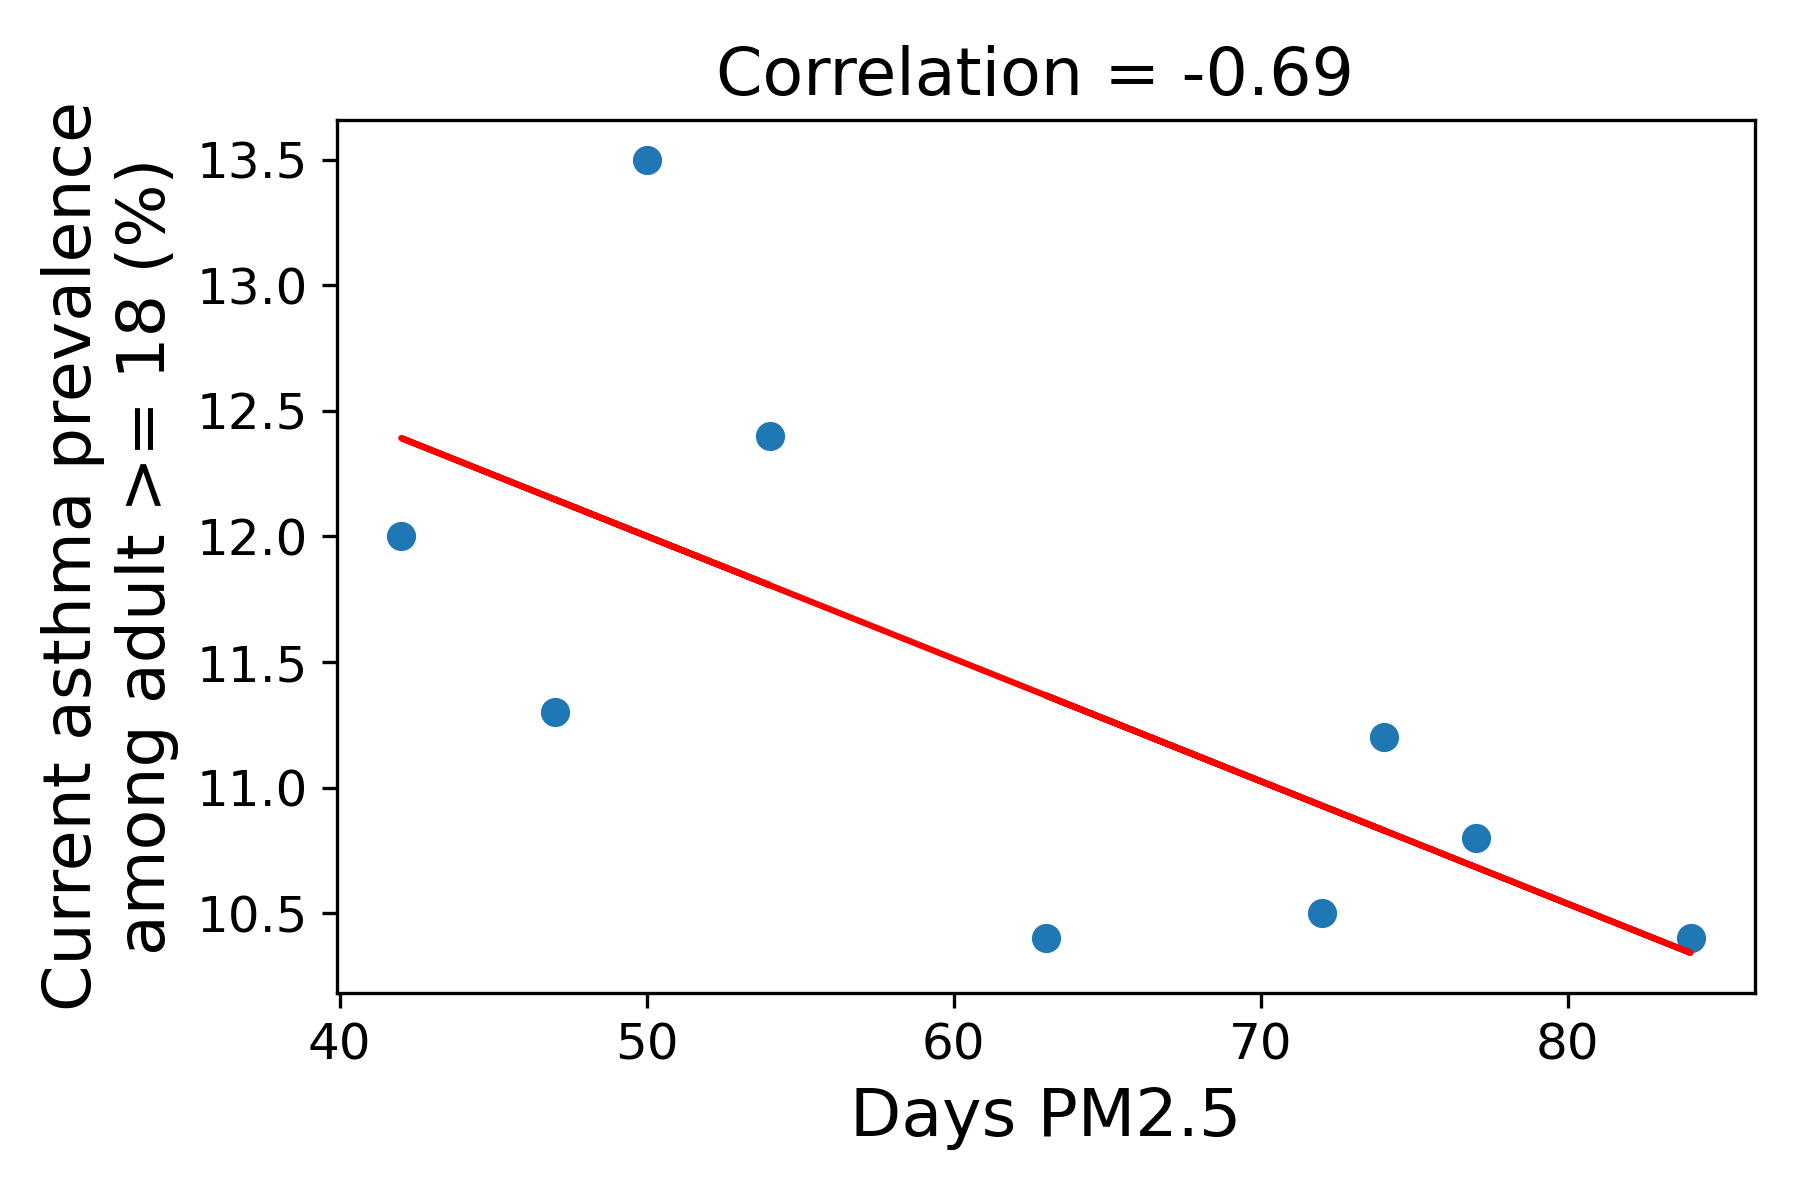 Correlation = -0.69
Current asthma prevalence
among adult >= 18 (%)
13.5
13.0
12.5
12.0
11.5
11.0
10.5
40 50 60 70 80
Days PM2.5